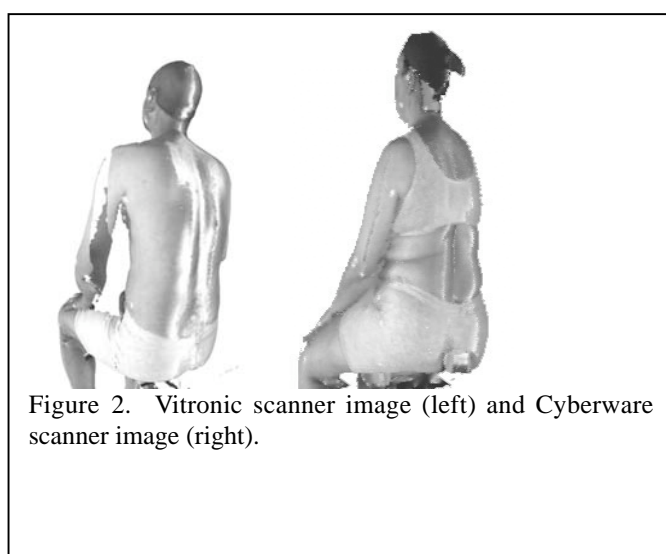 Figure 2. Vitronic scanner image (left) and Cyberware
scanner image (right).